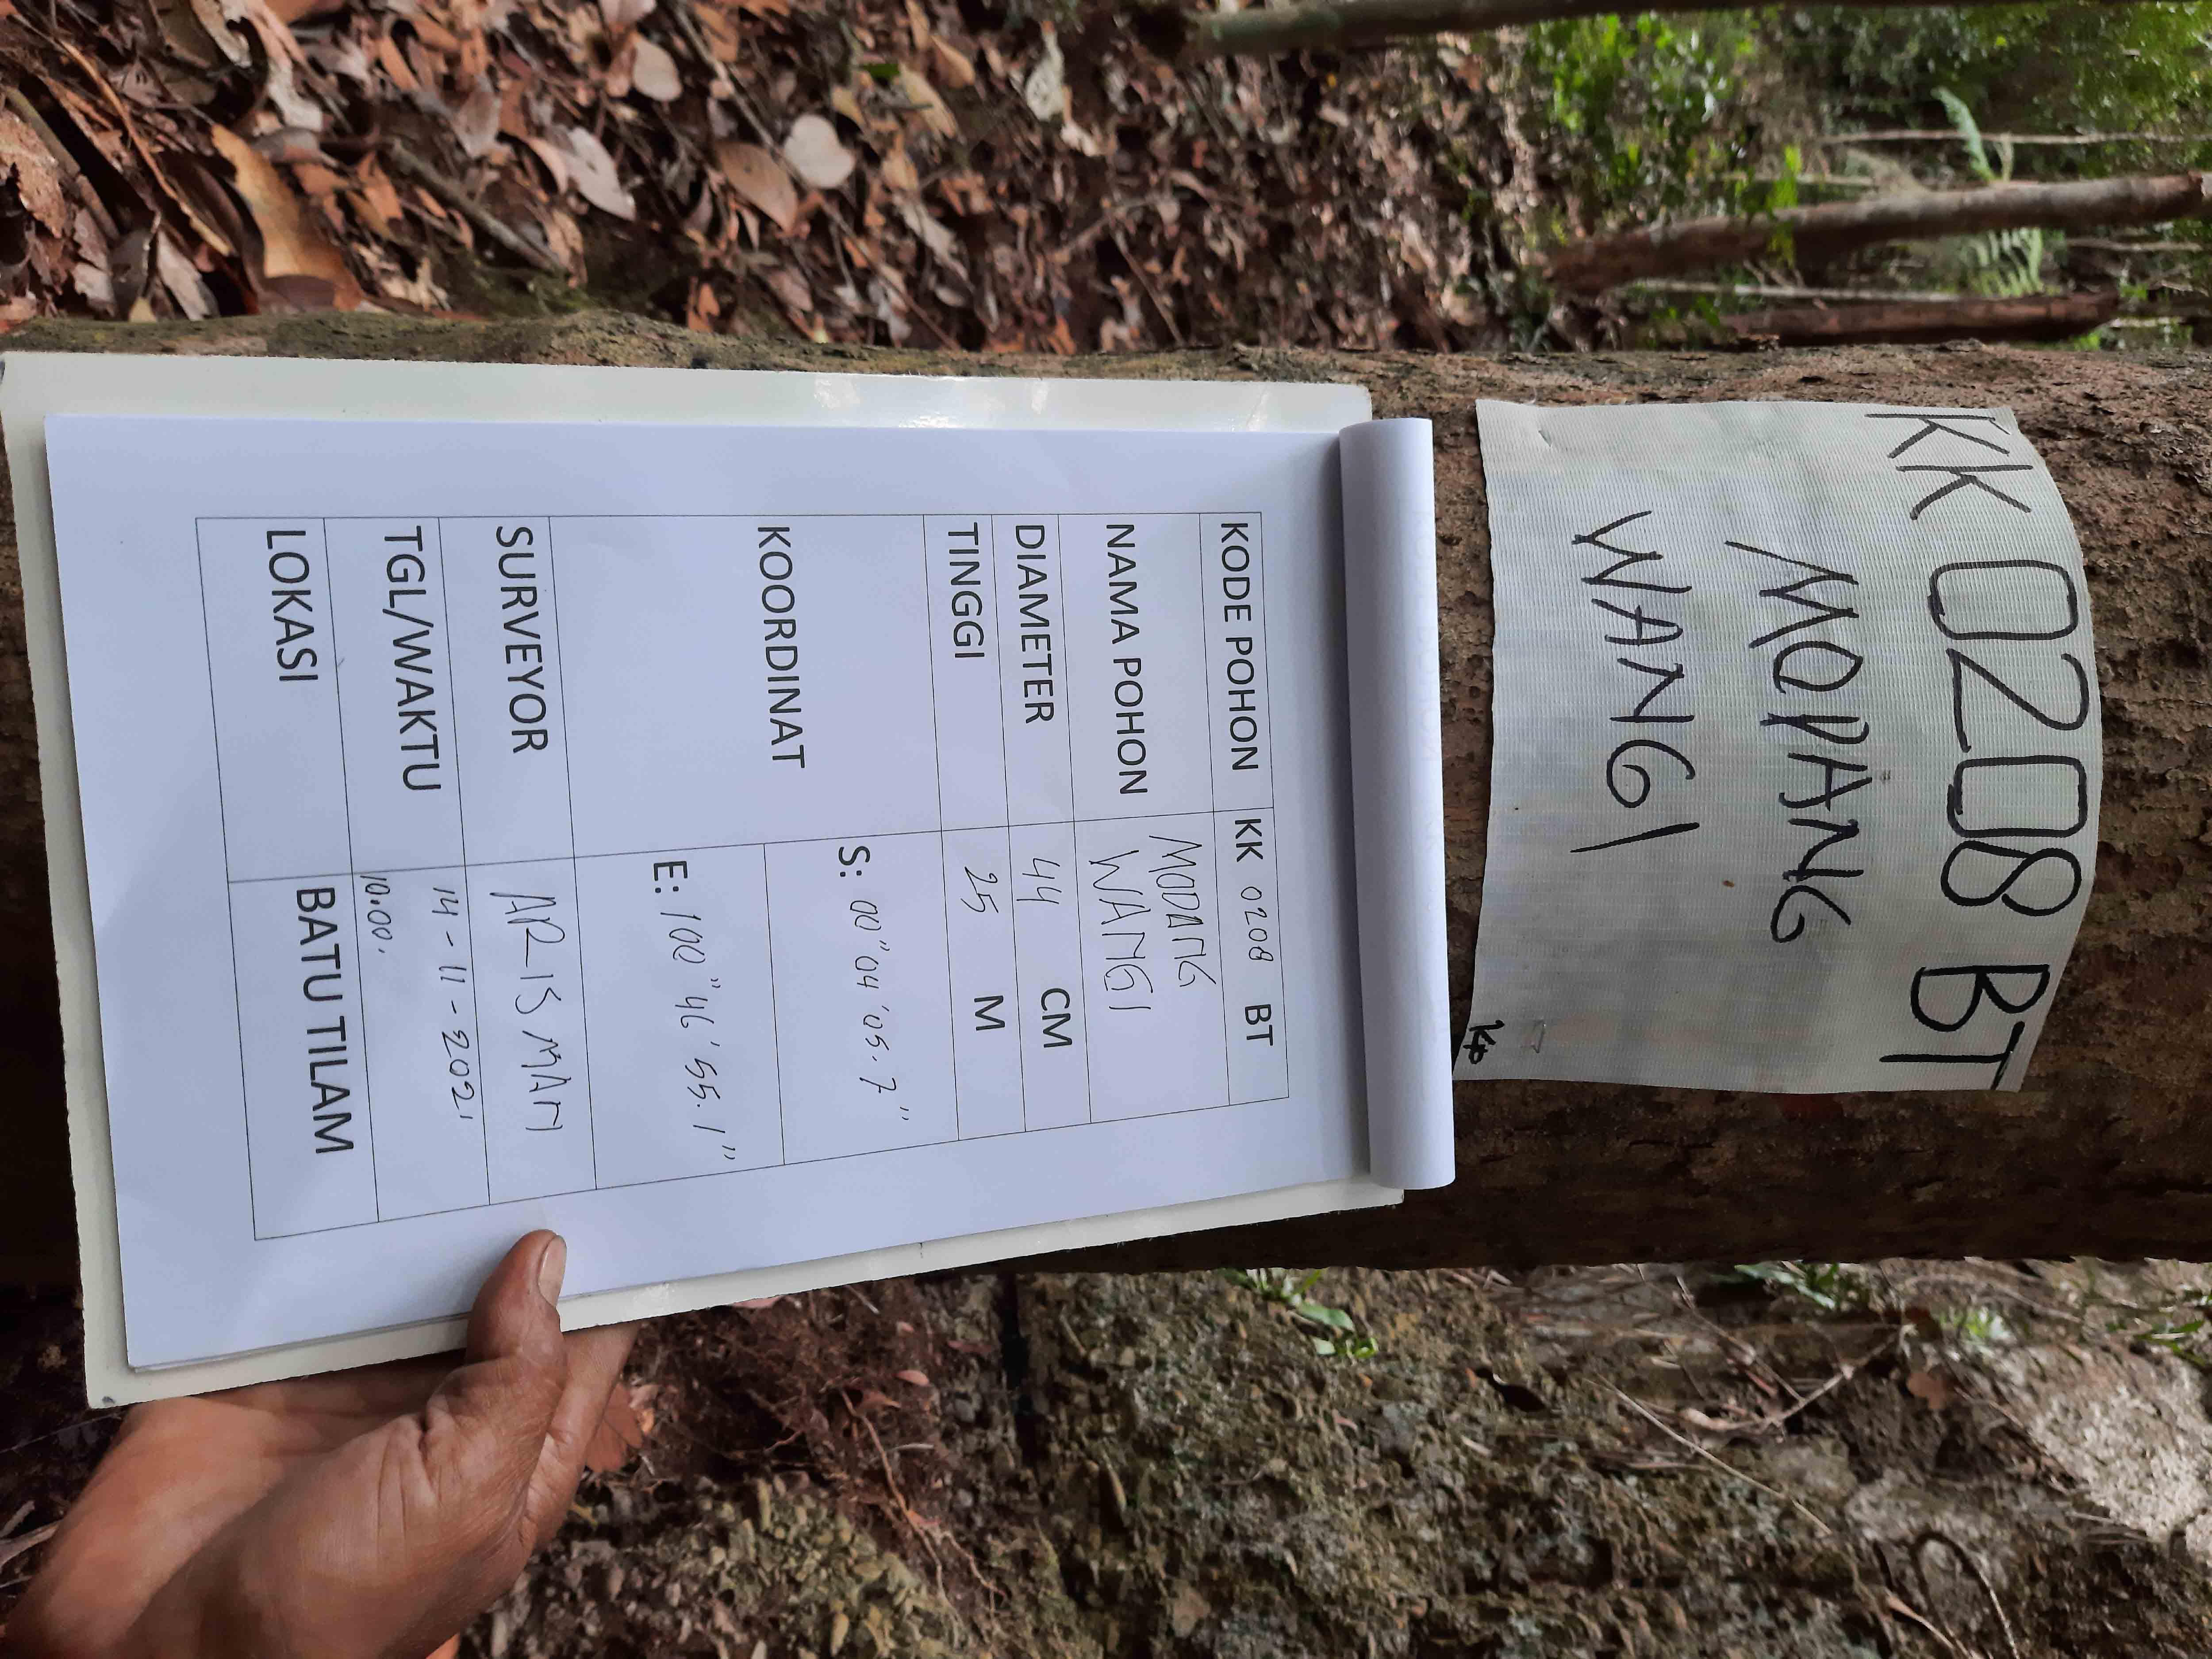 KK 0208 BT
MODANG
WANGI
KODE POHON KK 0208 BT
NAMA POHON MODANG
WANGI
DIAMETER 44 CM
TINGGI 25 M
KOORDINAT S: 00" 04' 05.7"
E: 100" 46' 55.1"
SURVEYOR ARISMAN
TGL/WAKTU 14-11-2021
10.00.
LOKASI BATU TILAM